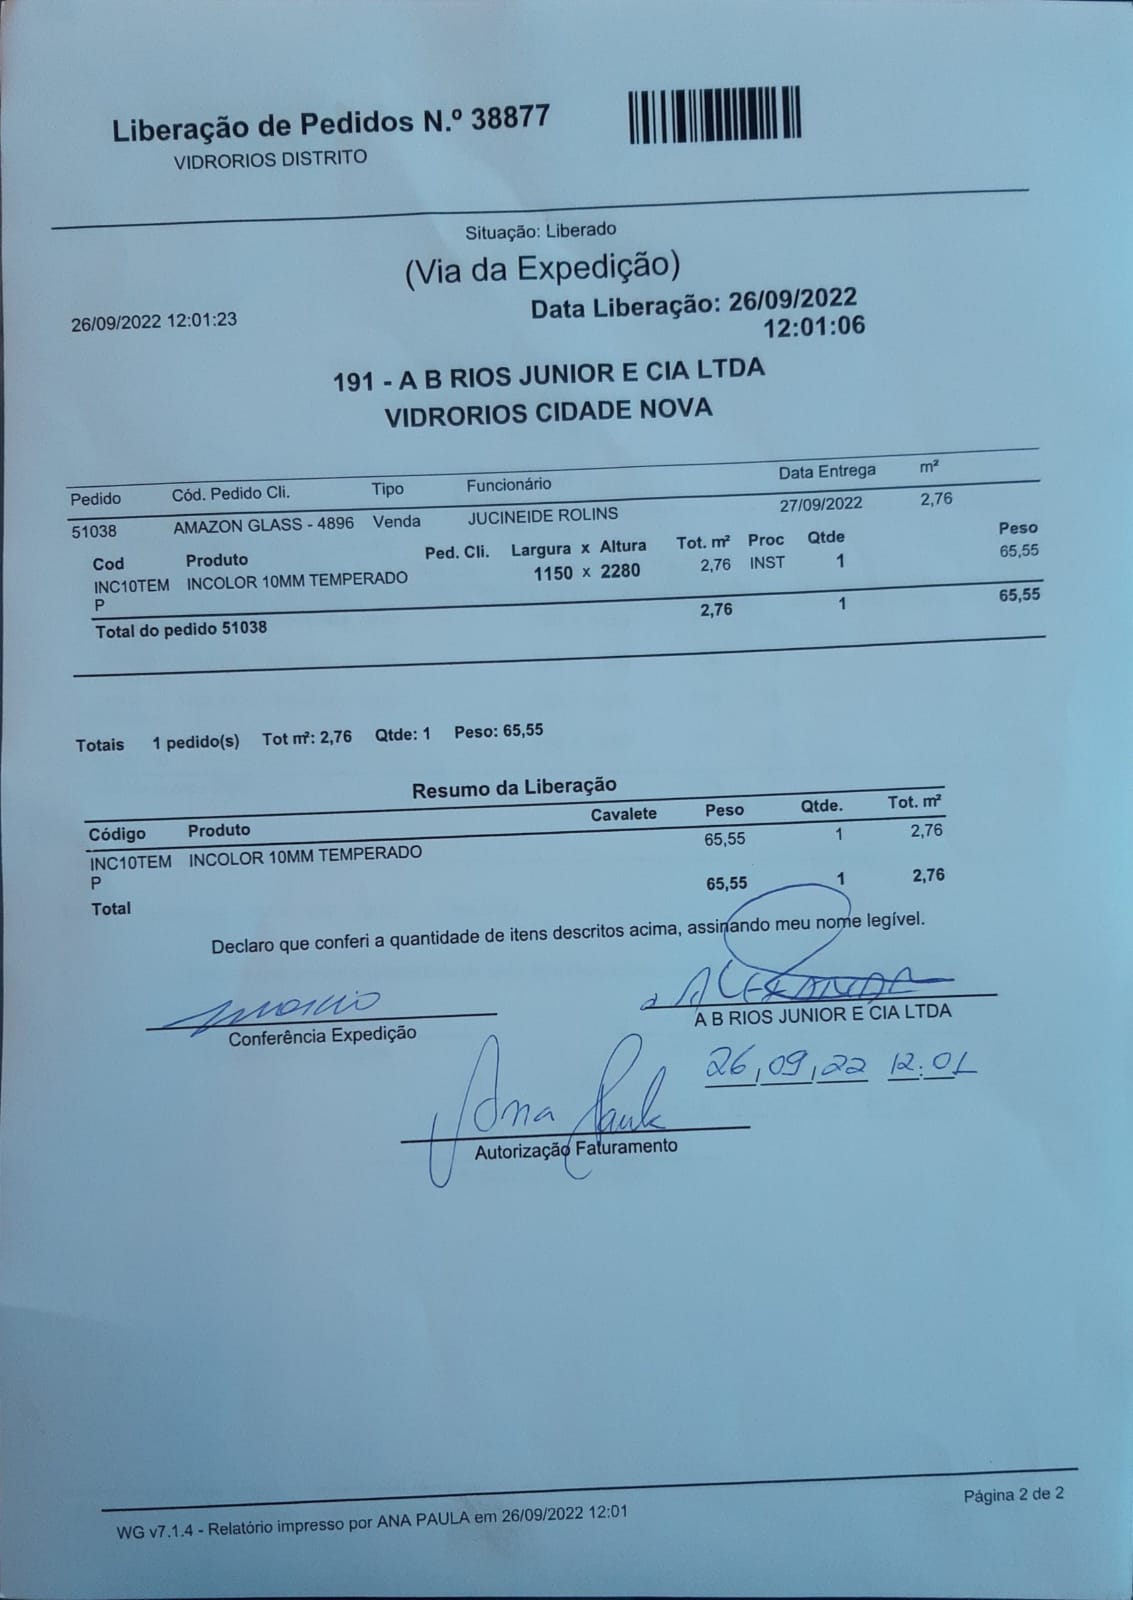 Liberação de Pedidos N.º 38877
VIDRORIOS DISTRITO
Situação: Liberado
(Via da Expedição)
26/09/2022 12:01:23
Data Liberação: 26/09/2022
12:01:06
191 - A B RIOS JUNIOR E CIA LTDA
VIDRORIOS CIDADE NOVA
Pedido Cód. Pedido Cli. Tipo Funcionário Data Entrega m²
51038 AMAZON GLASS - 4896 Venda JUCINEIDE ROLINS 27/09/2022 2,76
Cod Produto Ped. Cli. Largura x Altura Tot. m² Proc Qtde Peso
INC10TEM INCOLOR 10MM TEMPERADO 1150 x 2280 2,76 INST 1 65,55
P
Total do pedido 51038 2,76 1 65,55
Totais 1 pedido(s) Tot m²: 2,76 Qtde: 1 Peso: 65,55
Resumo da Liberação
Código Produto Cavalete Peso Qtde. Tot. m²
INC10TEM INCOLOR 10MM TEMPERADO 65,55 1 2,76
P
Total 65,55 1 2,76
Declaro que conferi a quantidade de itens descritos acima, assinando meu nome legível.
Conferência Expedição
A B RIOS JUNIOR E CIA LTDA
26,09,22 12:01
Ana Paula
Autorização Faturamento
WG v7.1.4 - Relatório impresso por ANA PAULA em 26/09/2022 12:01
Página 2 de 2